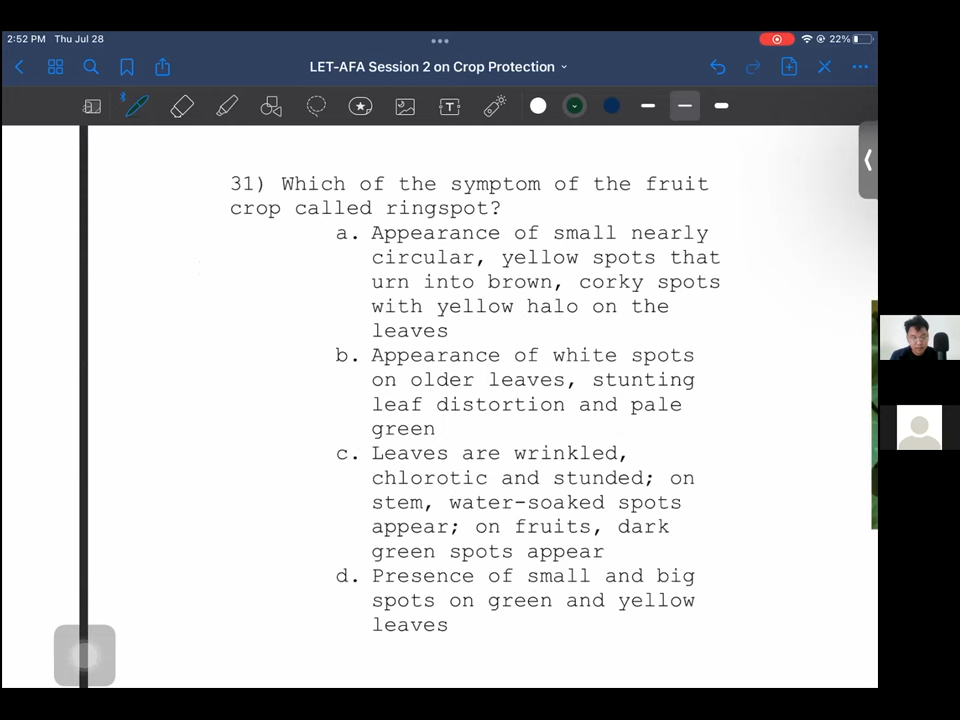 2:52 PM Thu Jul 28
22%
LET-AFA Session 2 on Crop Protection
31) Which of the symptom of the fruit
crop called ringspot?
a. Appearance of small nearly
circular, yellow spots that
urn into brown, corky spots
with yellow halo on the
leaves
b. Appearance of white spots
on older leaves, stunting
leaf distortion and pale
green
c. Leaves are wrinkled,
chlorotic and stunded; on
stem, water-soaked spots
appear; on fruits, dark
green spots appear
d. Presence of small and big
spots on green and yellow
leaves